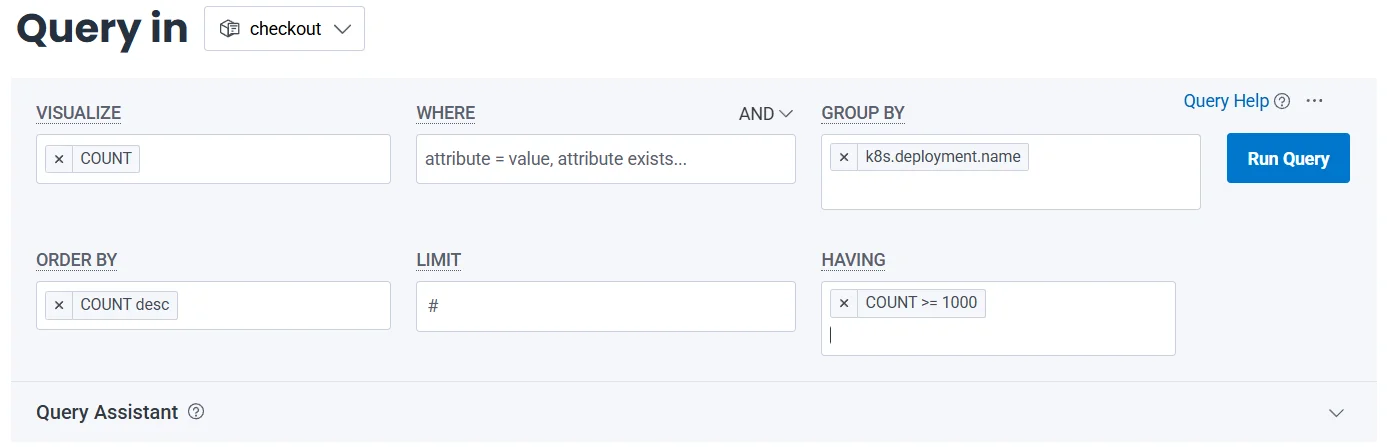 Query in checkout
Query Help ...
VISUALIZE WHERE AND GROUP BY
× COUNT attribute = value, attribute exists... × k8s.deployment.name Run Query
ORDER BY LIMIT HAVING
× COUNT desc # × COUNT >= 1000
Query Assistant